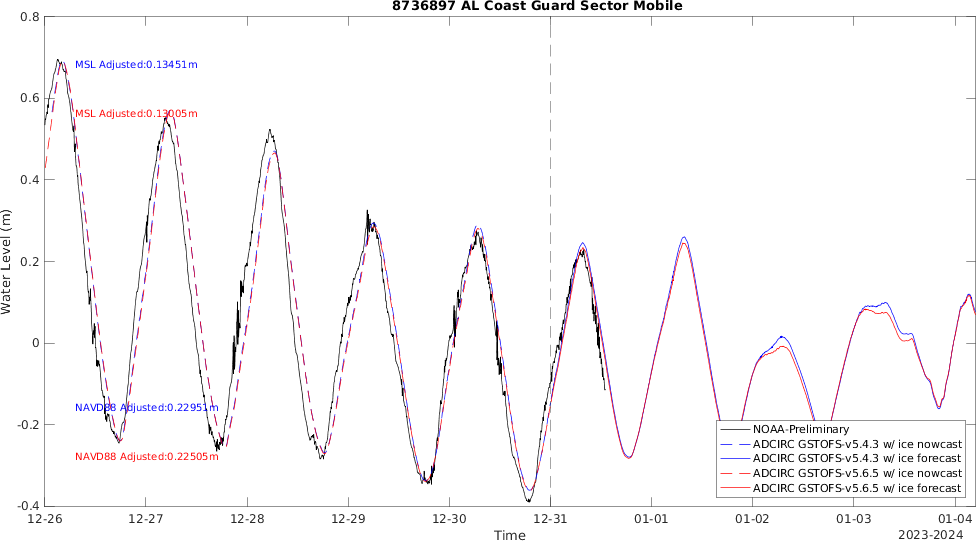 8736897 AL Coast Guard Sector Mobile
0.8
0.6
0.4
0.2
0
-0.2
-0.4
Water Level (m)
MSL Adjusted:0.13451m
MSL Adjusted:0.13005m
NAVD88 Adjusted:0.22951m
NAVD88 Adjusted:0.22505m
NOAA-Preliminary
ADCIRC GSTOFS-v5.4.3 w/ ice nowcast
ADCIRC GSTOFS-v5.4.3 w/ ice forecast
ADCIRC GSTOFS-v5.6.5 w/ ice nowcast
ADCIRC GSTOFS-v5.6.5 w/ ice forecast
12-26 12-27 12-28 12-29 12-30 12-31 01-01 01-02 01-03 01-04
Time
2023-2024